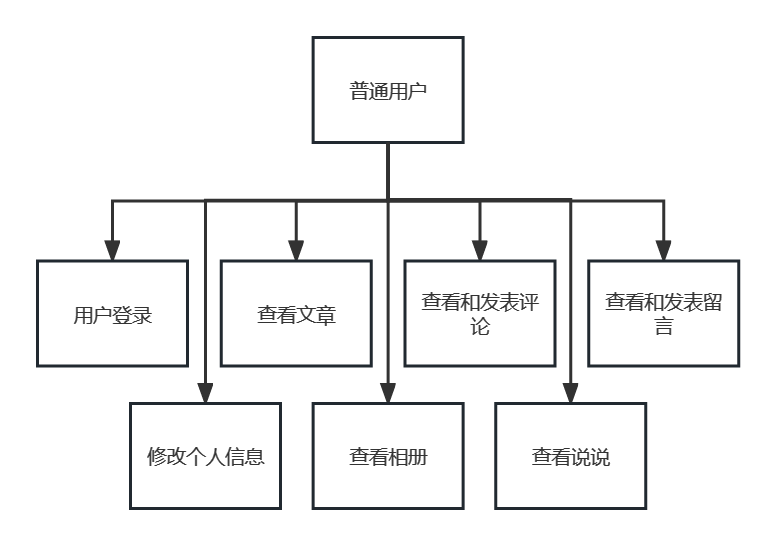 普通用户
用户登录
查看文章
查看和发表评
论
查看和发表留
言
修改个人信息
查看相册
查看说说